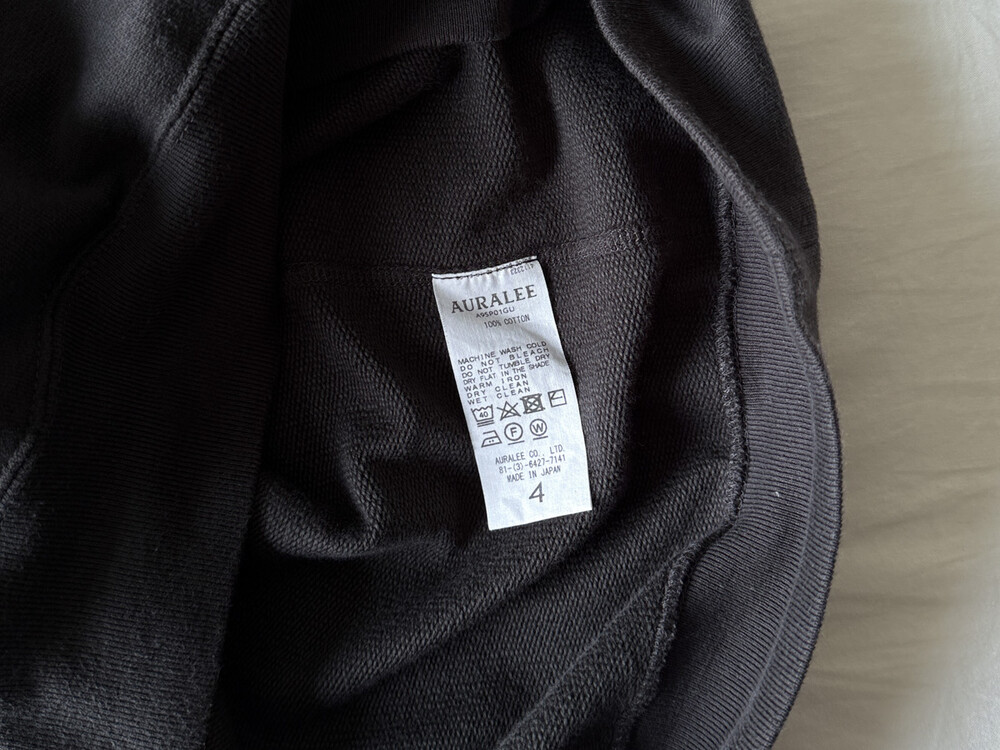 AURALEE
A9SP01GU
100% COTTON
MACHINE WASH COLD
DO NOT BLEACH
DO NOT TUMBLE DRY
DRY FLAT IN THE SHADE
WARM IRON
DRY CLEAN
WET CLEAN
40
F W
AURALEE CO., LTD.
81-(3)-6427-7141
MADE IN JAPAN
4